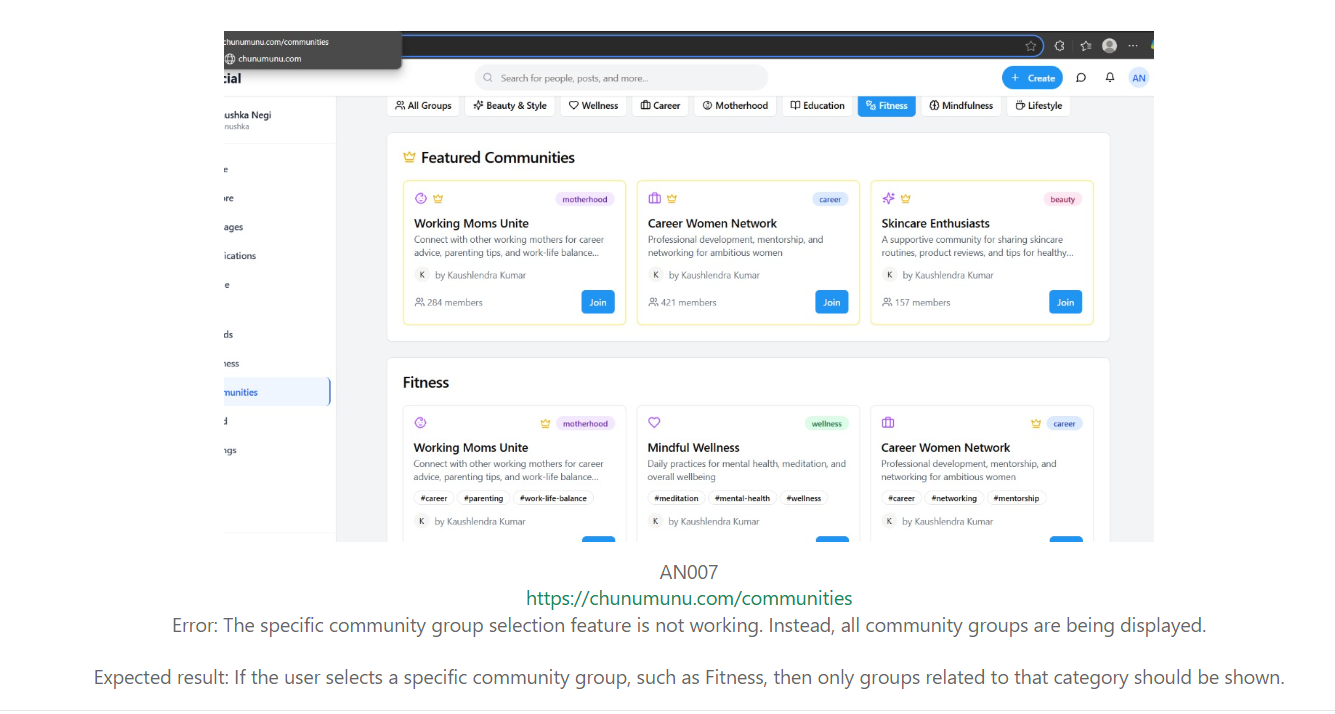 chunumunu.com/communities
chunumunu.com
cial
Search for people, posts, and more...
+ Create
AN
ushka Negi
nushka
All Groups
Beauty & Style
Wellness
Career
Motherhood
Education
Fitness
Mindfulness
Lifestyle
e
re
ages
ications
e
ds
ness
munities
d
ngs
Featured Communities
motherhood
Working Moms Unite
Connect with other working mothers for career
advice, parenting tips, and work-life balance...
K by Kaushlendra Kumar
284 members
Join
career
Career Women Network
Professional development, mentorship, and
networking for ambitious women
K by Kaushlendra Kumar
421 members
Join
beauty
Skincare Enthusiasts
A supportive community for sharing skincare
routines, product reviews, and tips for healthy...
K by Kaushlendra Kumar
157 members
Join
Fitness
motherhood
Working Moms Unite
Connect with other working mothers for career
advice, parenting tips, and work-life balance...
#career #parenting #work-life-balance
K by Kaushlendra Kumar
wellness
Mindful Wellness
Daily practices for mental health, meditation, and
overall wellbeing
#meditation #mental-health #wellness
K by Kaushlendra Kumar
career
Career Women Network
Professional development, mentorship, and
networking for ambitious women
#career #networking #mentorship
K by Kaushlendra Kumar
AN007
https://chunumunu.com/communities
Error: The specific community group selection feature is not working. Instead, all community groups are being displayed.
Expected result: If the user selects a specific community group, such as Fitness, then only groups related to that category should be shown.